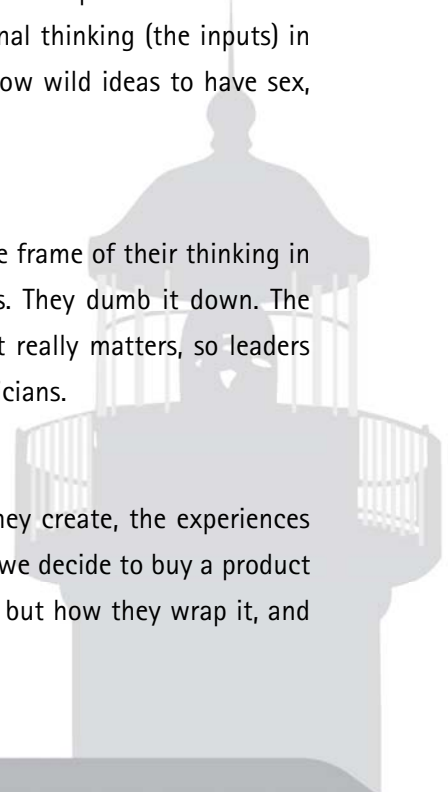 nal thinking (the inputs) in
ow wild ideas to have sex,
e frame of their thinking in
s. They dumb it down. The
t really matters, so leaders
icians.
ney create, the experiences
we decide to buy a product
but how they wrap it, and